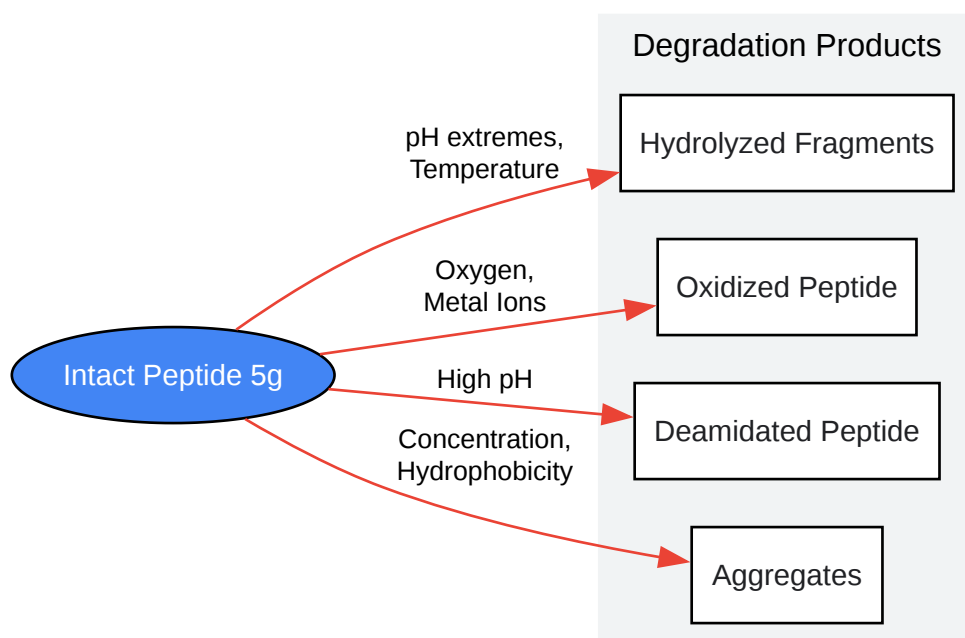 Degradation Products
pH extremes,
Temperature
Hydrolyzed Fragments
Oxygen,
Metal Ions
Oxidized Peptide
Intact Peptide 5g
High pH
Deamidated Peptide
Concentration,
Hydrophobicity
Aggregates